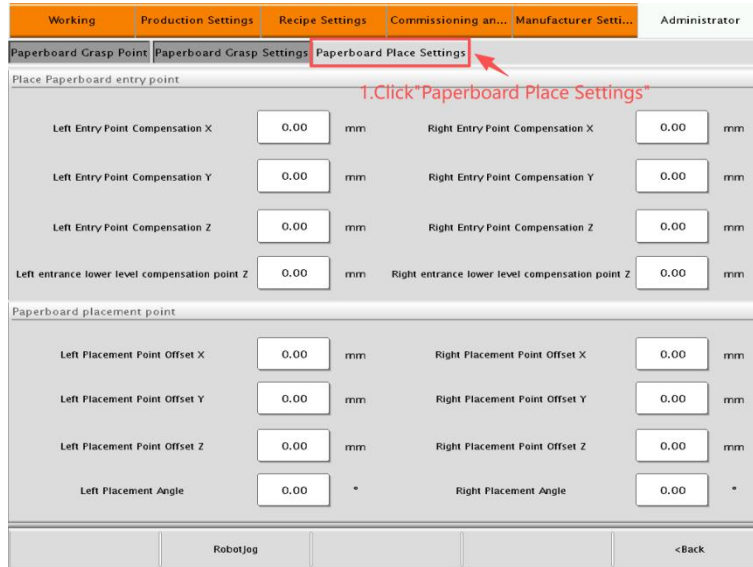 Working Production Settings Recipe Settings Commissioning an... Manufacturer Setti... Administrator
Paperboard Grasp Point Paperboard Grasp Settings Paperboard Place Settings
Place Paperboard entry point
1.Click"Paperboard Place Settings"
Left Entry Point Compensation X 0.00 mm Right Entry Point Compensation X 0.00 mm
Left Entry Point Compensation Y 0.00 mm Right Entry Point Compensation Y 0.00 mm
Left Entry Point Compensation Z 0.00 mm Right Entry Point Compensation Z 0.00 mm
Left entrance lower level compensation point Z 0.00 mm Right entrance lower level compensation point Z 0.00 mm
Paperboard placement point
Left Placement Point Offset X 0.00 mm Right Placement Point Offset X 0.00 mm
Left Placement Point Offset Y 0.00 mm Right Placement Point Offset Y 0.00 mm
Left Placement Point Offset Z 0.00 mm Right Placement Point Offset Z 0.00 mm
Left Placement Angle 0.00 ° Right Placement Angle 0.00 °
RobotJog <Back